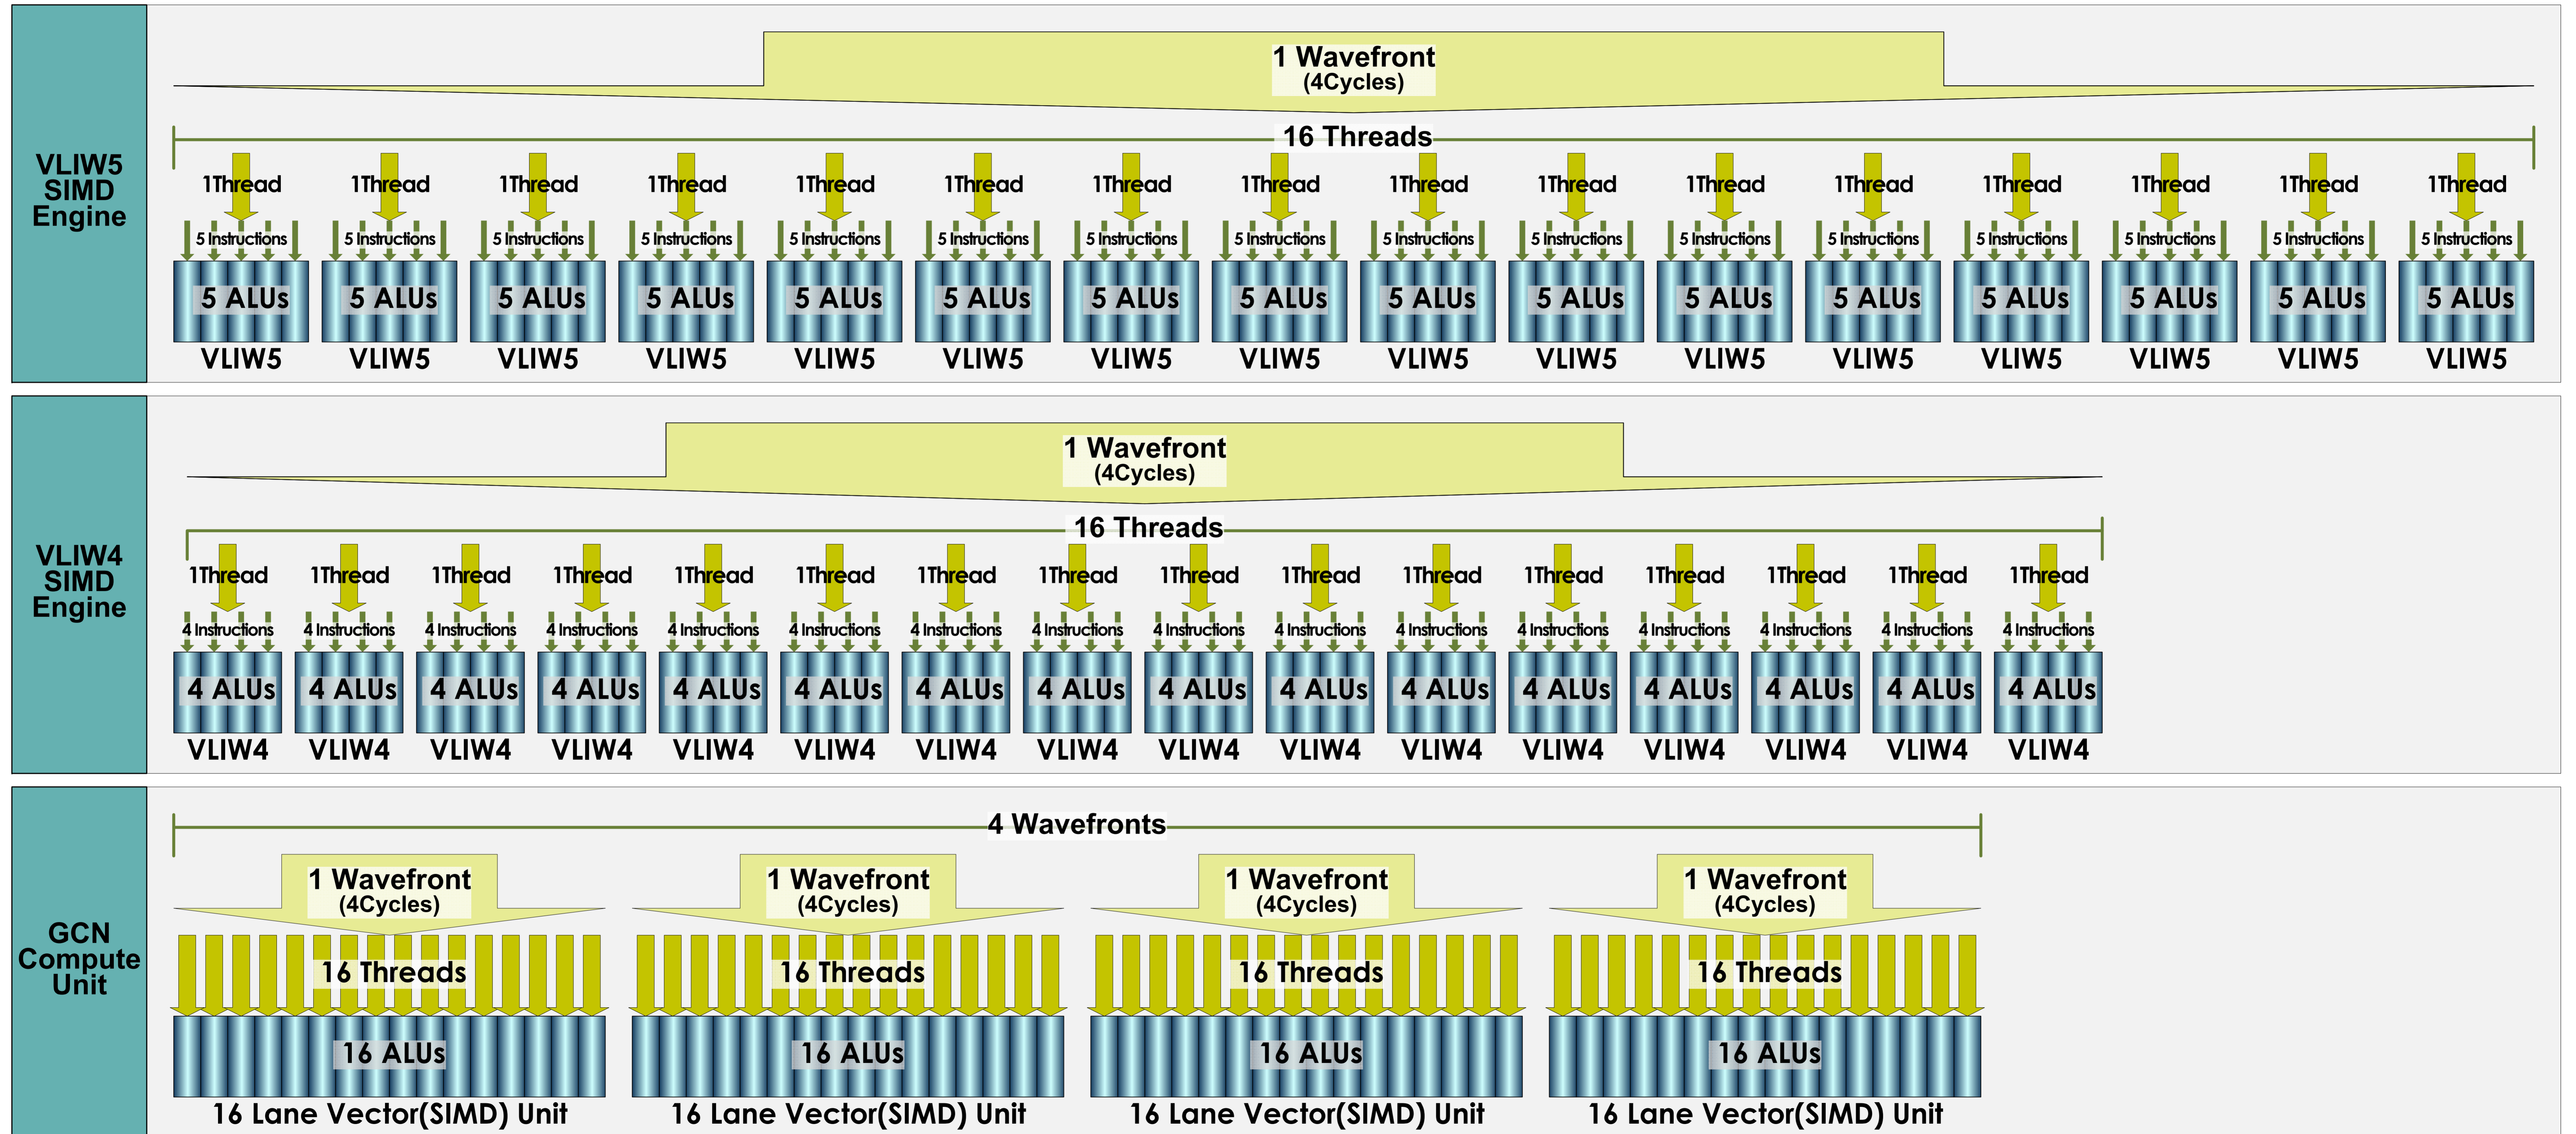 VLIW5
SIMD
Engine
1 Wavefront
(4Cycles)
16 Threads
1Thread 1Thread 1Thread 1Thread 1Thread 1Thread 1Thread 1Thread 1Thread 1Thread 1Thread 1Thread 1Thread 1Thread 1Thread 1Thread
5 Instructions 5 Instructions 5 Instructions 5 Instructions 5 Instructions 5 Instructions 5 Instructions 5 Instructions 5 Instructions 5 Instructions 5 Instructions 5 Instructions 5 Instructions 5 Instructions 5 Instructions 5 Instructions
5 ALUs 5 ALUs 5 ALUs 5 ALUs 5 ALUs 5 ALUs 5 ALUs 5 ALUs 5 ALUs 5 ALUs 5 ALUs 5 ALUs 5 ALUs 5 ALUs 5 ALUs 5 ALUs
VLIW5 VLIW5 VLIW5 VLIW5 VLIW5 VLIW5 VLIW5 VLIW5 VLIW5 VLIW5 VLIW5 VLIW5 VLIW5 VLIW5 VLIW5 VLIW5
VLIW4
SIMD
Engine
1 Wavefront
(4Cycles)
16 Threads
1Thread 1Thread 1Thread 1Thread 1Thread 1Thread 1Thread 1Thread 1Thread 1Thread 1Thread 1Thread 1Thread 1Thread 1Thread 1Thread
4 Instructions 4 Instructions 4 Instructions 4 Instructions 4 Instructions 4 Instructions 4 Instructions 4 Instructions 4 Instructions 4 Instructions 4 Instructions 4 Instructions 4 Instructions 4 Instructions 4 Instructions 4 Instructions
4 ALUs 4 ALUs 4 ALUs 4 ALUs 4 ALUs 4 ALUs 4 ALUs 4 ALUs 4 ALUs 4 ALUs 4 ALUs 4 ALUs 4 ALUs 4 ALUs 4 ALUs 4 ALUs
VLIW4 VLIW4 VLIW4 VLIW4 VLIW4 VLIW4 VLIW4 VLIW4 VLIW4 VLIW4 VLIW4 VLIW4 VLIW4 VLIW4 VLIW4 VLIW4
GCN
Compute
Unit
4 Wavefronts
1 Wavefront 1 Wavefront 1 Wavefront 1 Wavefront
(4Cycles) (4Cycles) (4Cycles) (4Cycles)
16 Threads 16 Threads 16 Threads 16 Threads
16 ALUs 16 ALUs 16 ALUs 16 ALUs
16 Lane Vector(SIMD) Unit 16 Lane Vector(SIMD) Unit 16 Lane Vector(SIMD) Unit 16 Lane Vector(SIMD) Unit